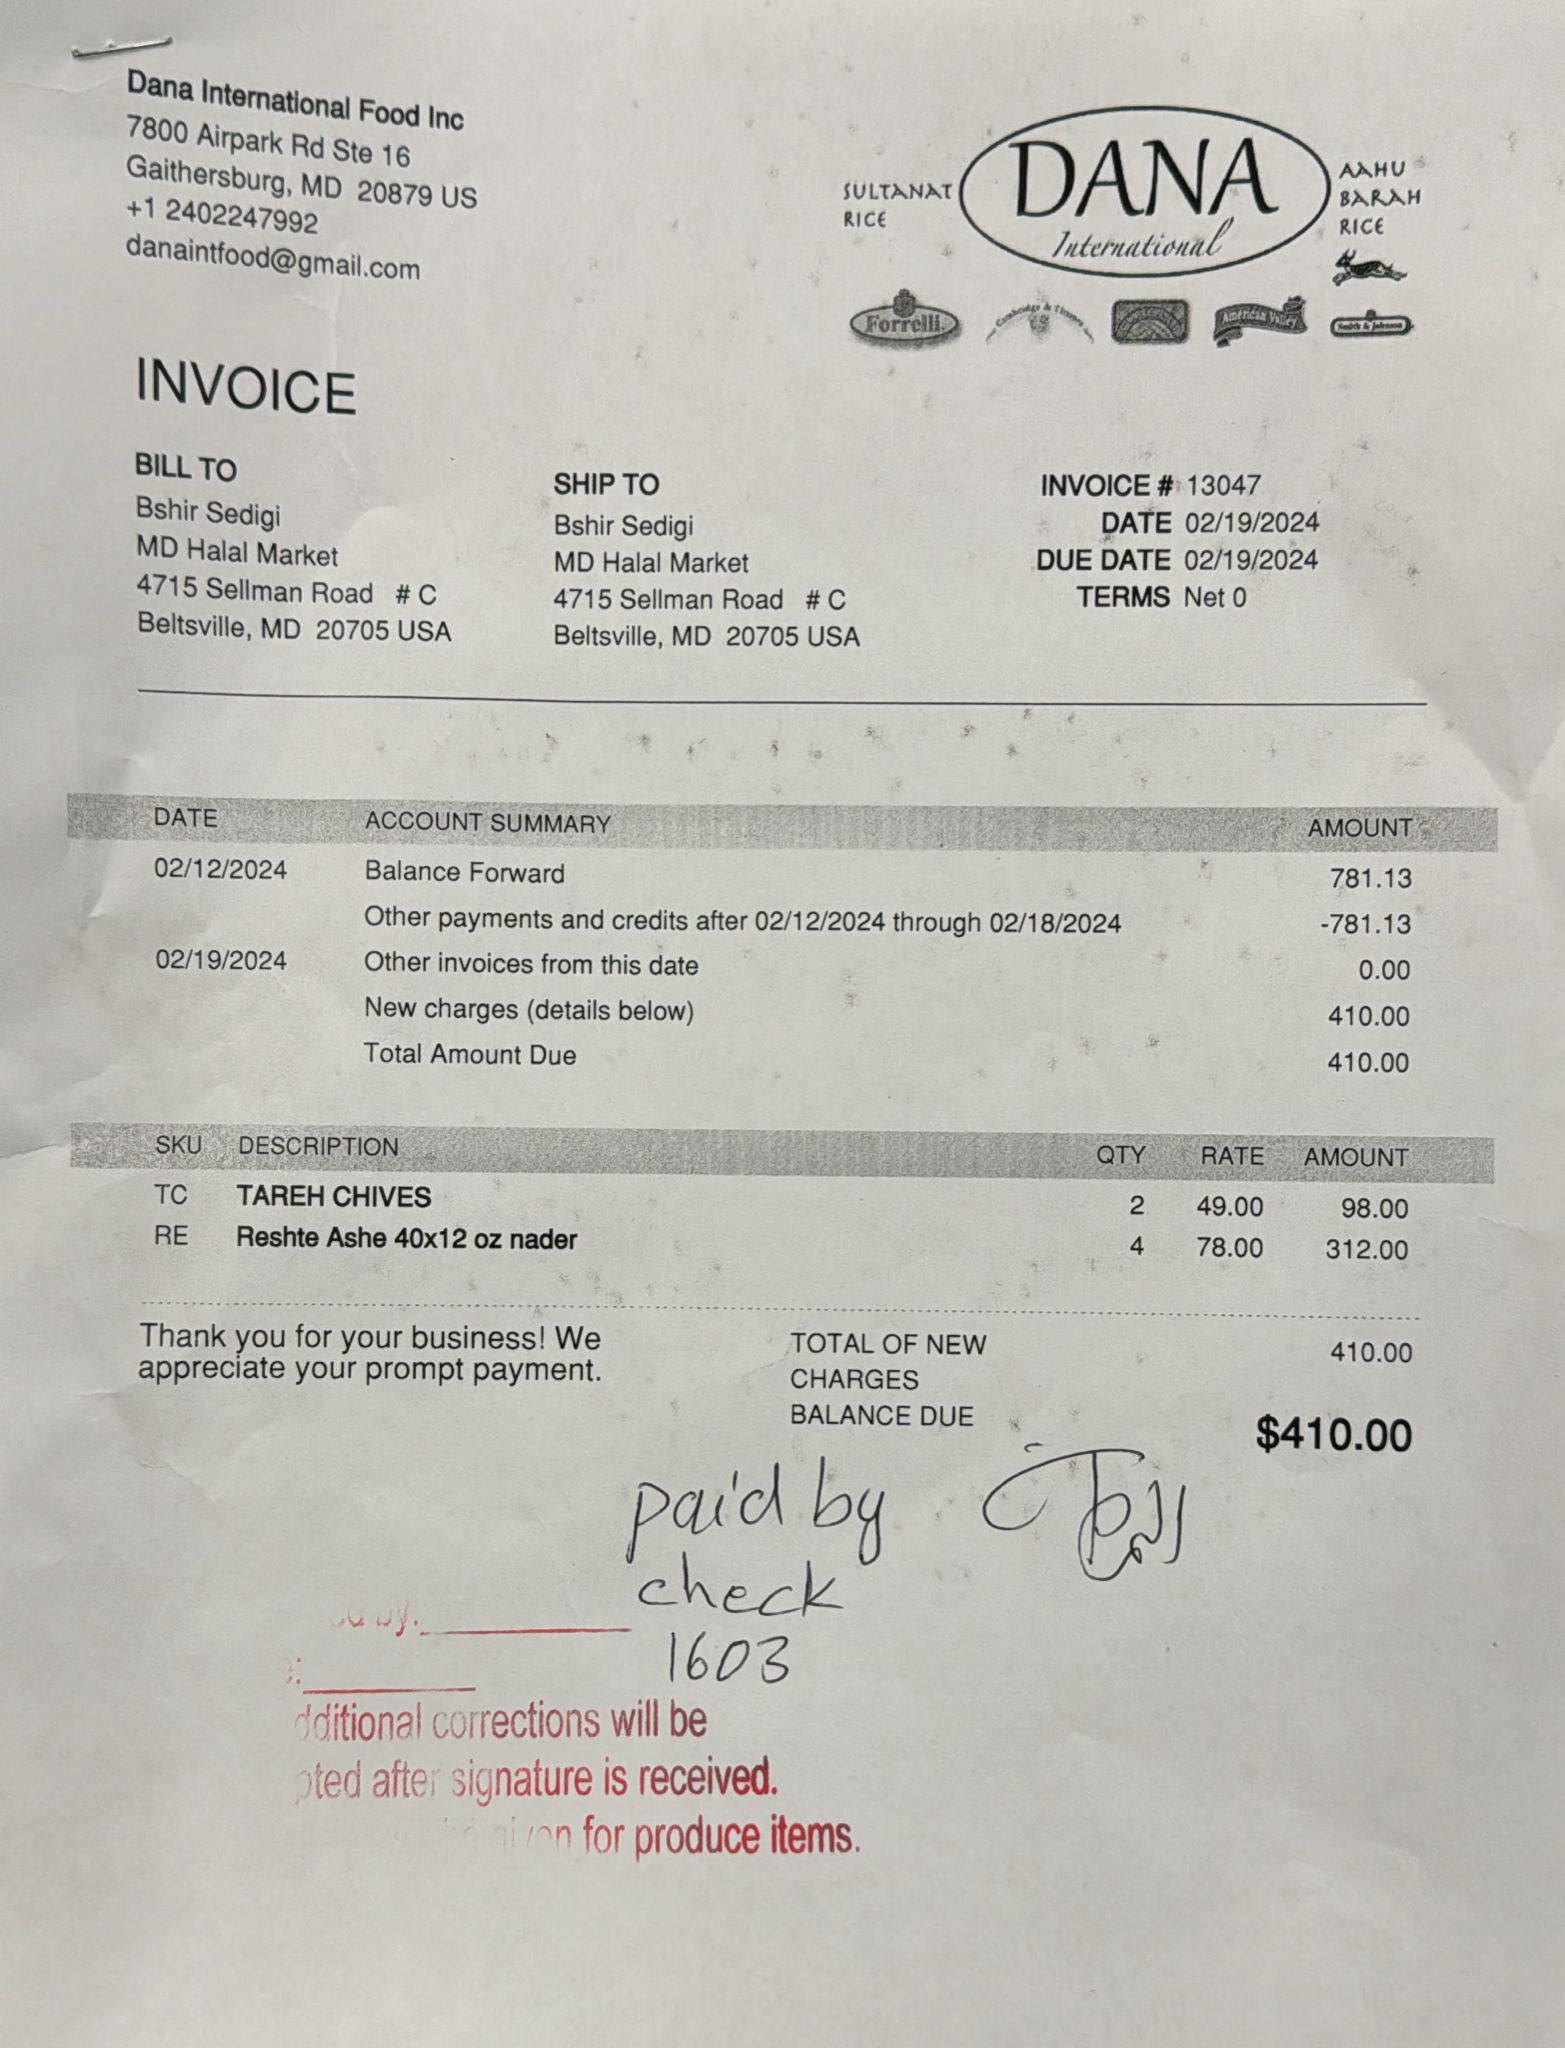 Dana International Food Inc
7800 Airpark Rd Ste 16
Gaithersburg, MD 20879 US
+1 2402247992
danaintfood@gmail.com
SULTANAT
RICE
DANA
International
AAHU
BARAH
RICE
Forrelli
American Valley
INVOICE
BILL TO
Bshir Sedigi
MD Halal Market
4715 Sellman Road # C
Beltsville, MD 20705 USA
SHIP TO
Bshir Sedigi
MD Halal Market
4715 Sellman Road # C
Beltsville, MD 20705 USA
INVOICE # 13047
DATE 02/19/2024
DUE DATE 02/19/2024
TERMS Net 0
DATE ACCOUNT SUMMARY AMOUNT
02/12/2024 Balance Forward 781.13
Other payments and credits after 02/12/2024 through 02/18/2024 -781.13
02/19/2024 Other invoices from this date 0.00
New charges (details below) 410.00
Total Amount Due 410.00
SKU DESCRIPTION QTY RATE AMOUNT
TC TAREH CHIVES 2 49.00 98.00
RE Reshte Ashe 40x12 oz nader 4 78.00 312.00
Thank you for your business! We
appreciate your prompt payment.
TOTAL OF NEW
CHARGES 410.00
BALANCE DUE $410.00
paid by
check
1603
by:
dditional corrections will be
pted after signature is received.
given for produce items.